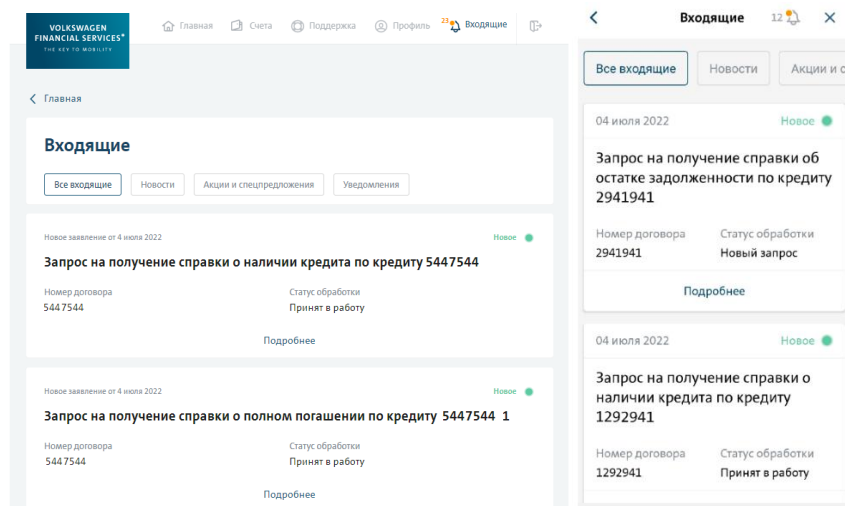 VOLKSWAGEN
FINANCIAL SERVICES*
THE KEY TO MOBILITY
Главная
Счета
Поддержка
Профиль
23
Входящие
Главная
Входящие
Все входящие
Новости
Акции и спецпредложения
Уведомления
Новое заявление от 4 июля 2022
Новое
Запрос на получение справки о наличии кредита по кредиту 5447544
Номер договора
Статус обработки
5447544
Принят в работу
Подробнее
Новое заявление от 4 июля 2022
Новое
Запрос на получение справки о полном погашении по кредиту 5447544 1
Номер договора
Статус обработки
5447544
Принят в работу
Подробнее
Входящие
12
Все входящие
Новости
Акции и с
04 июля 2022
Новое
Запрос на получение справки об
остатке задолженности по кредиту
2941941
Номер договора
Статус обработки
2941941
Новый запрос
Подробнее
04 июля 2022
Новое
Запрос на получение справки о
наличии кредита по кредиту
1292941
Номер договора
Статус обработки
1292941
Принят в работу